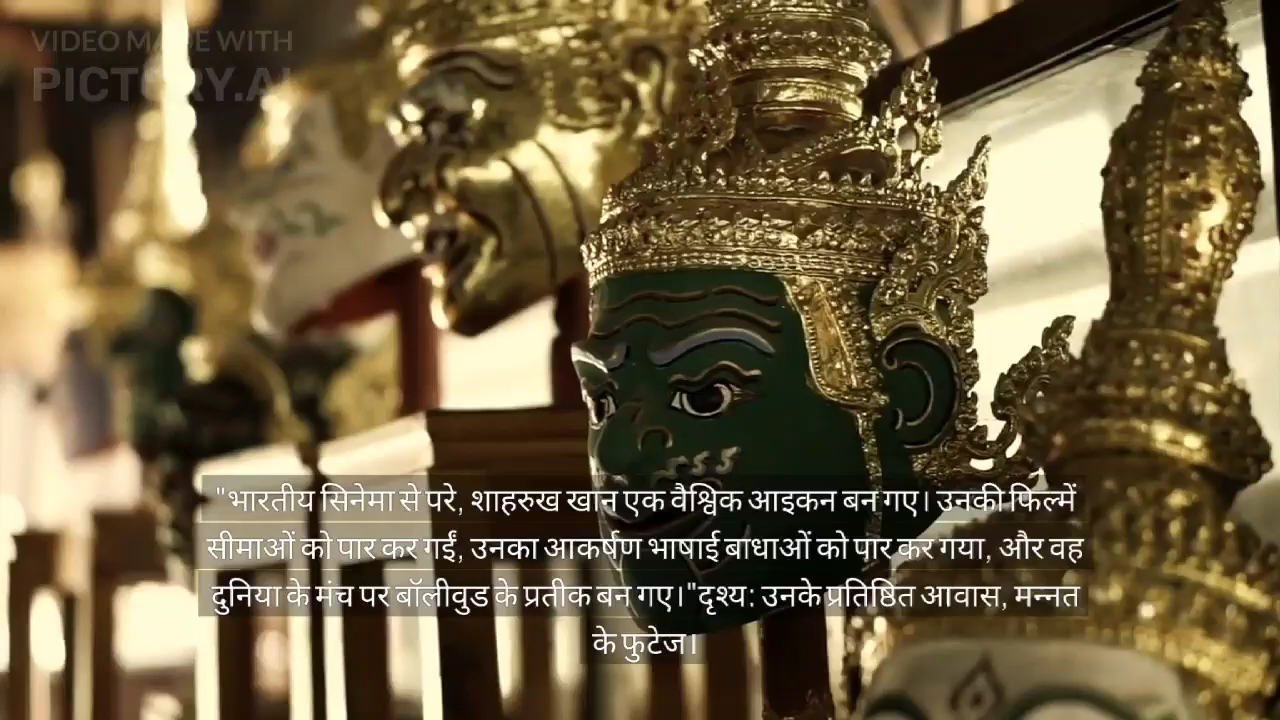 VIDEO MADE WITH
PICTORY.AI
"भारतीय सिनेमा से परे, शाहरुख खान एक वैश्विक आइकन बन गए। उनकी फिल्में
सीमाओं को पार कर गईं, उनका आकर्षण भाषाई बाधाओं को पार कर गया, और वह
दुनिया के मंच पर बॉलीवुड के प्रतीक बन गए।"दृश्य: उनके प्रतिष्ठित आवास, मन्नत
के फुटेज।